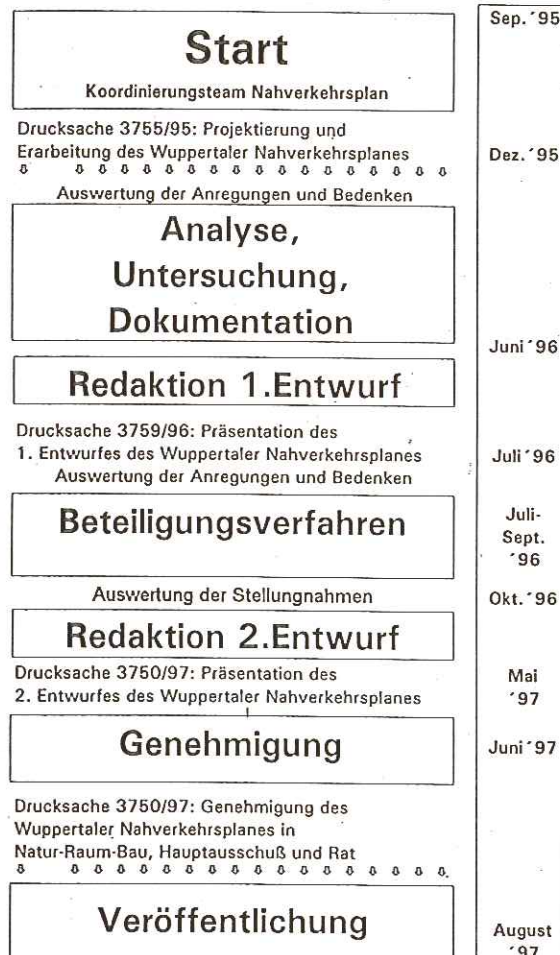 Start
Koordinierungsteam Nahverkehrsplan
Sep.´95
Drucksache 3755/95: Projektierung und
Erarbeitung des Wuppertaler Nahverkehrsplanes
Dez.´95
Auswertung der Anregungen und Bedenken
Analyse,
Untersuchung,
Dokumentation
Juni´96
Redaktion 1.Entwurf
Drucksache 3759/96: Präsentation des
1. Entwurfes des Wuppertaler Nahverkehrsplanes
Juli´96
Auswertung der Anregungen und Bedenken
Beteiligungsverfahren
Juli-
Sept.
´96
Auswertung der Stellungnahmen
Okt.´96
Redaktion 2.Entwurf
Drucksache 3750/97: Präsentation des
2. Entwurfes des Wuppertaler Nahverkehrsplanes
Mai
´97
Genehmigung
Juni´97
Drucksache 3750/97: Genehmigung des
Wuppertaler Nahverkehrsplanes in
Natur-Raum-Bau, Hauptausschuß und Rat
Veröffentlichung
August
´97